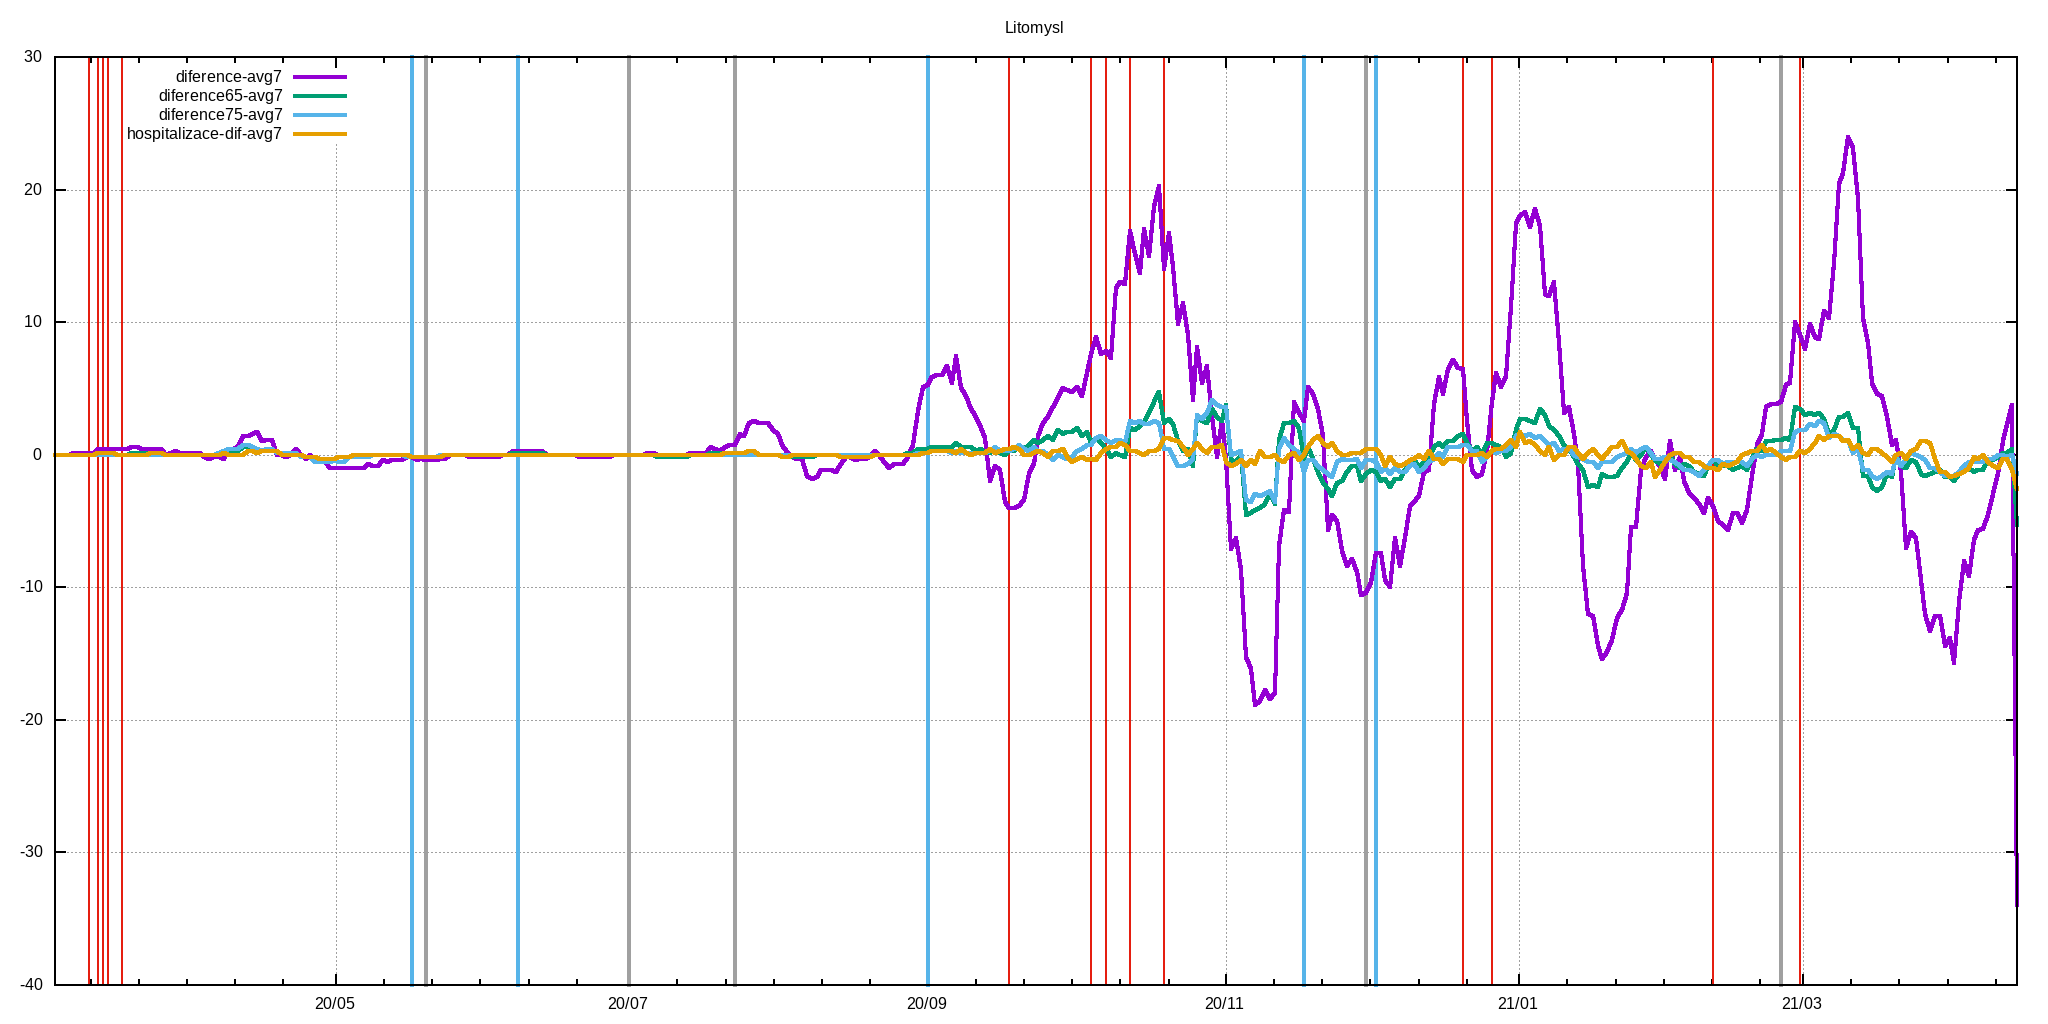 Litomysl
30
diference-avg7
diference65-avg7
diference75-avg7
hospitalizace-dif-avg7
20
10
0
-10
-20
-30
-40
20/05 20/07 20/09 20/11 21/01 21/03